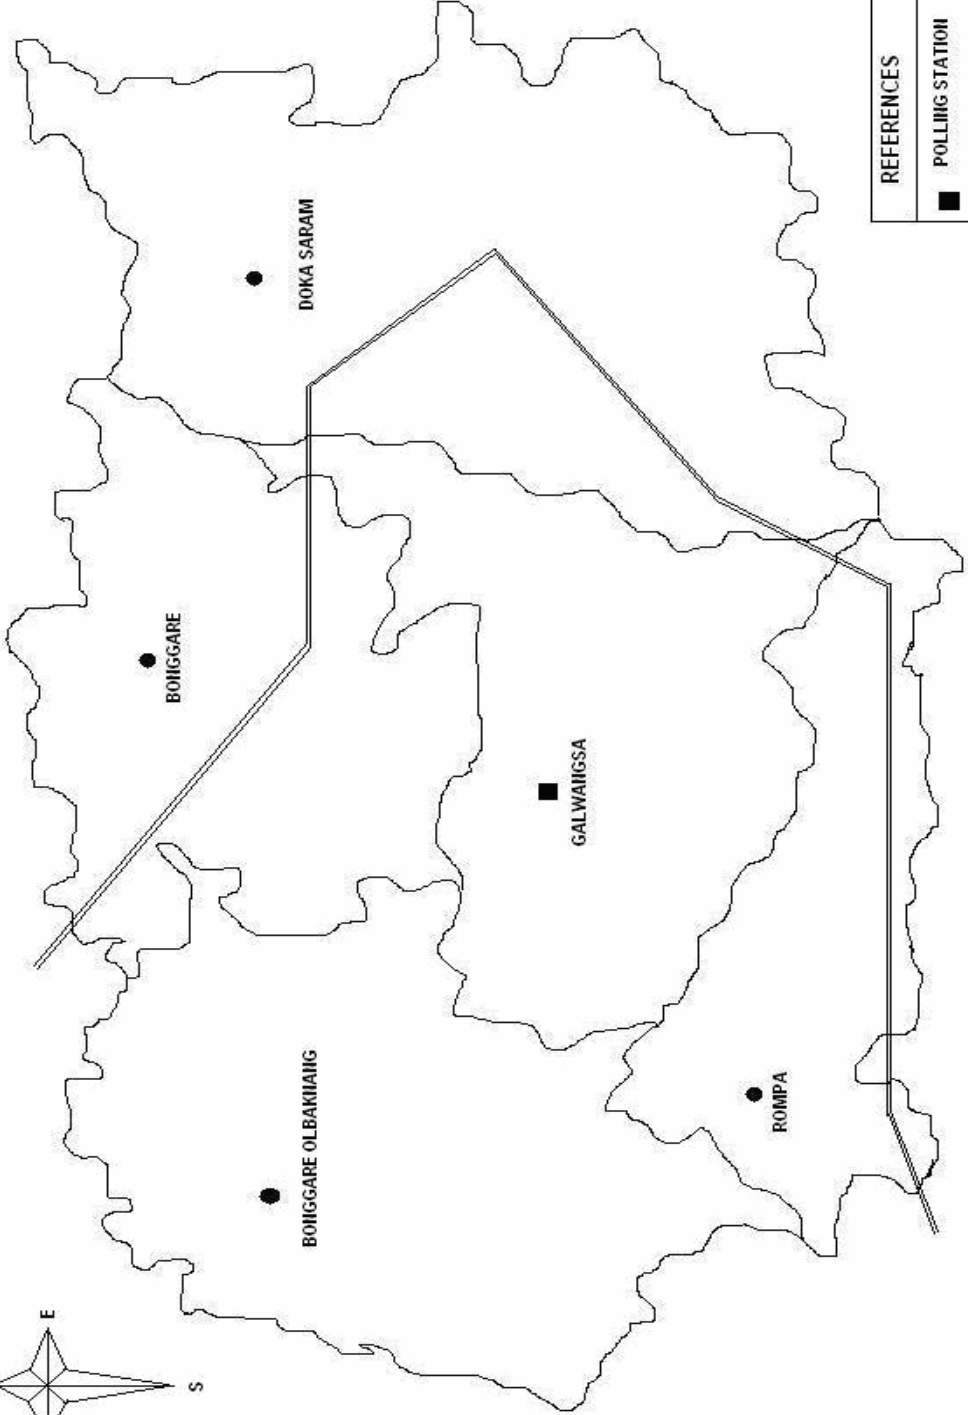 REFERENCES
POLLING STATION
DOKA SARAM
BONGGARE
GALWANGSA
BONGGARE OLBAKHANG
ROMPA
E
S